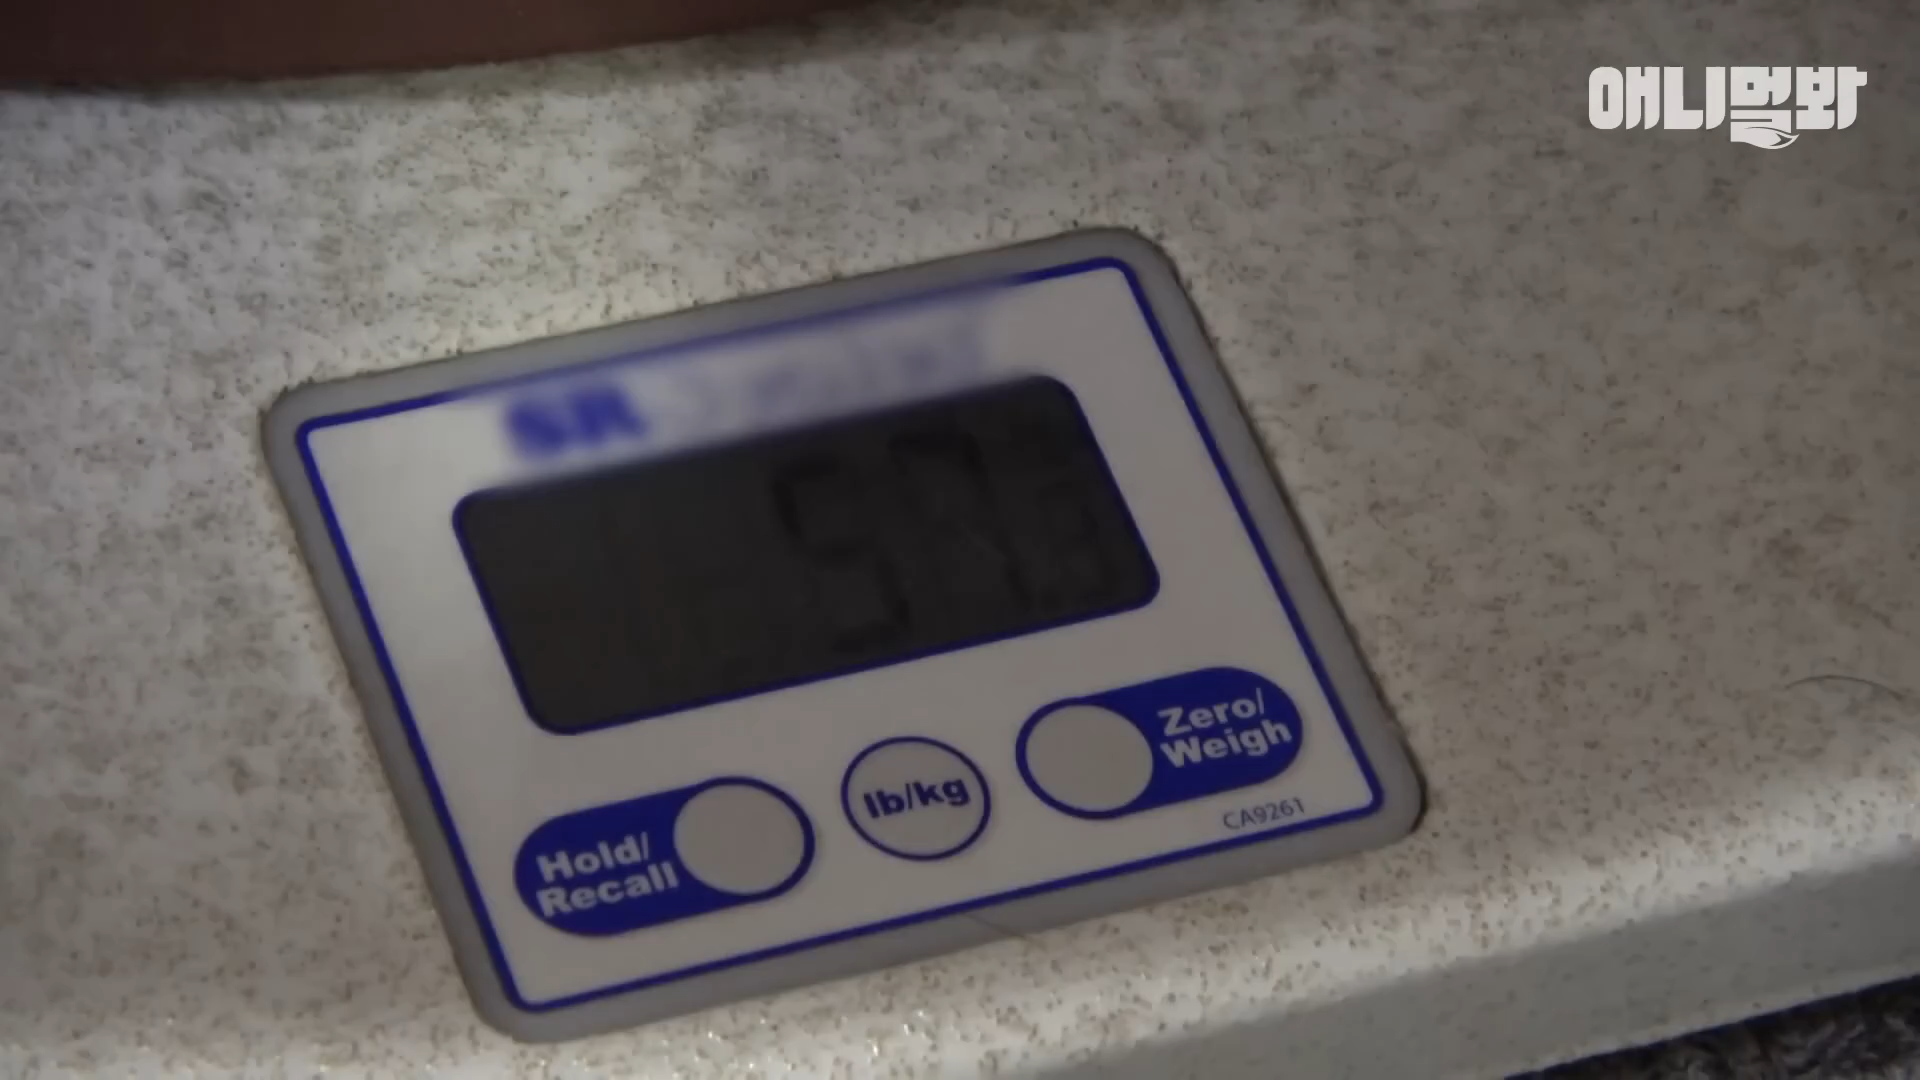 애니멀봐
Zero/
Weigh
lb/kg
CA9261
Hold/
Recall